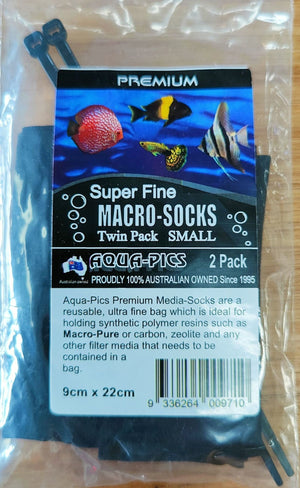 PREMIUM
Super Fine
MACRO-SOCKS
Twin Pack SMALL
AQUA-PICS 2 Pack
Australian owned
PROUDLY 100% AUSTRALIAN OWNED Since 1995
Aqua-Pics Premium Media-Socks are a
reusable, ultra fine bag which is ideal for
holding synthetic polymer resins such as
Macro-Pure or carbon, zeolite and any
other filter media that needs to be
contained in a
bag.
9cm x 22cm
9 336264 009710